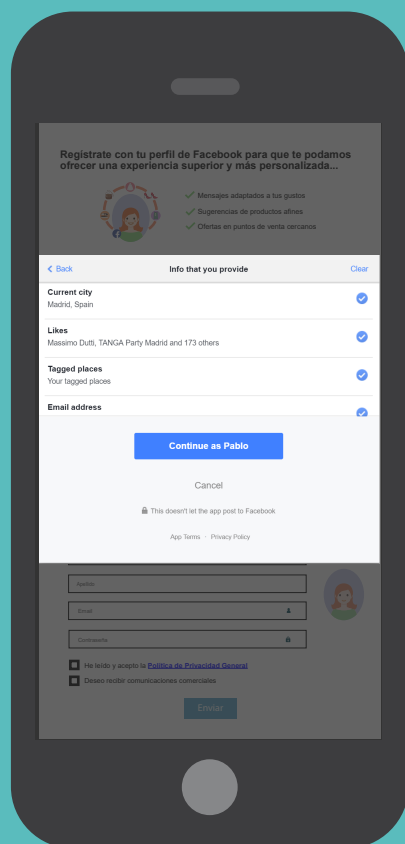 Regístrate con tu perfil de Facebook para que te podamos
ofrecer una experiencia superior y más personalizada...
Mensajes adaptados a tus gustos
Sugerencias de productos afines
Ofertas en puntos de venta cercanos
Back
Info that you provide
Clear
Current city
Madrid, Spain
Likes
Massimo Dutti, TANGA Party Madrid and 173 others
Tagged places
Your tagged places
Email address
Continue as Pablo
Cancel
This doesn't let the app post to Facebook
App Terms · Privacy Policy
Apellido
Email
Contraseña
He leído y acepto la Política de Privacidad General
Deseo recibir comunicaciones comerciales
Enviar